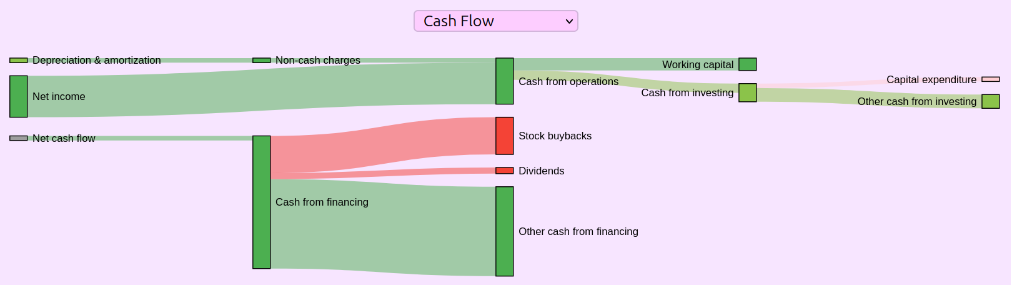 Cash Flow
Depreciation & amortization
Non-cash charges
Working capital
Capital expenditure
Cash from operations
Net income
Cash from investing
Other cash from investing
Net cash flow
Stock buybacks
Dividends
Cash from financing
Other cash from financing